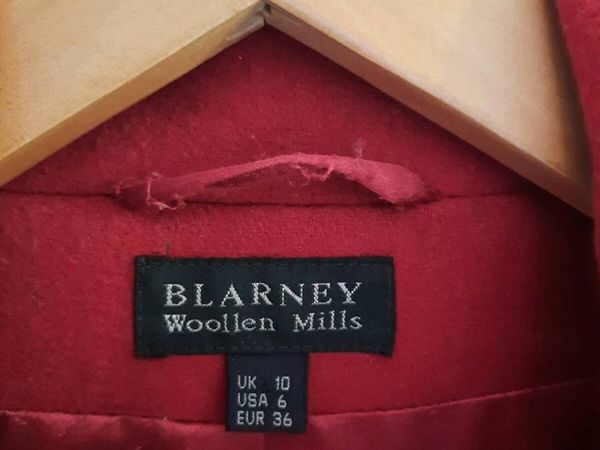 BLARNEY
Woollen Mills
UK 10
USA 6
EUR 36